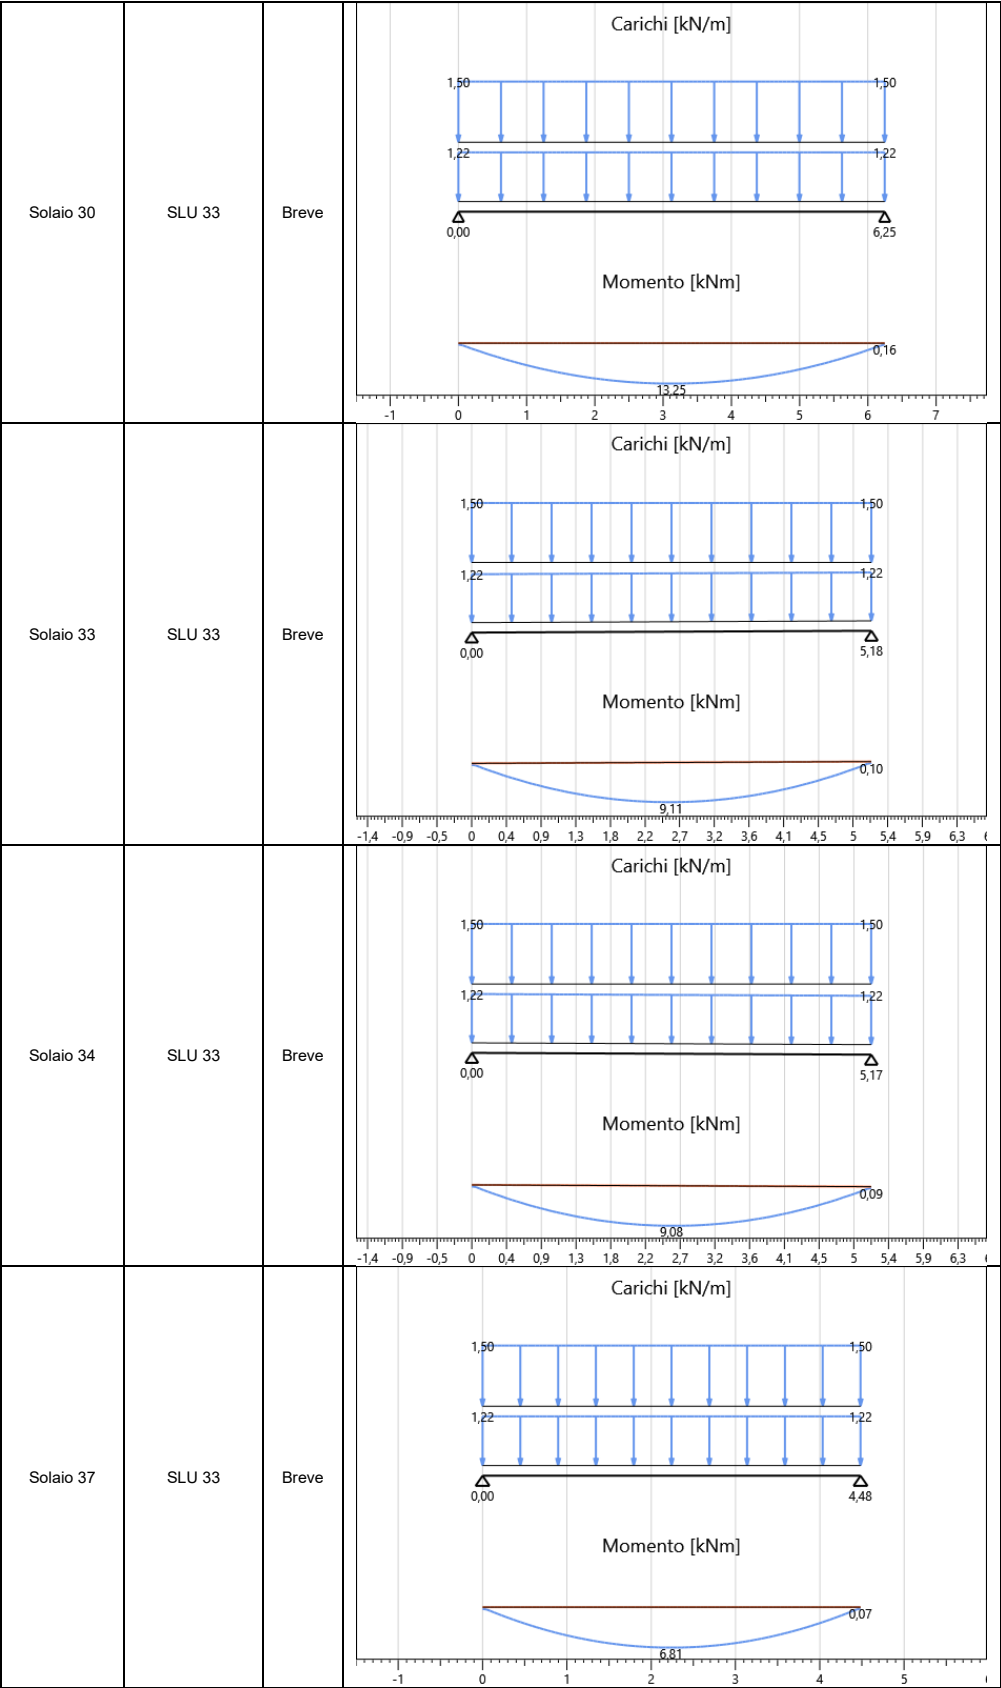 Solaio 30 SLU 33 Breve
Carichi [kN/m]
1,50 1,50
1,22 1,22
0,00 6,25
Momento [kNm]
0,16
13,25
-1 0 1 2 3 4 5 6 7
Solaio 33 SLU 33 Breve
Carichi [kN/m]
1,50 1,50
1,22 1,22
0,00 5,18
Momento [kNm]
0,10
9,11
-1,4 -0,9 -0,5 0 0,4 0,9 1,3 1,8 2,2 2,7 3,2 3,6 4,1 4,5 5 5,4 5,9 6,3
Solaio 34 SLU 33 Breve
Carichi [kN/m]
1,50 1,50
1,22 1,22
0,00 5,17
Momento [kNm]
0,09
9,08
-1,4 -0,9 -0,5 0 0,4 0,9 1,3 1,8 2,2 2,7 3,2 3,6 4,1 4,5 5 5,4 5,9 6,3
Solaio 37 SLU 33 Breve
Carichi [kN/m]
1,50 1,50
1,22 1,22
0,00 4,48
Momento [kNm]
0,07
6,81
-1 0 1 2 3 4 5